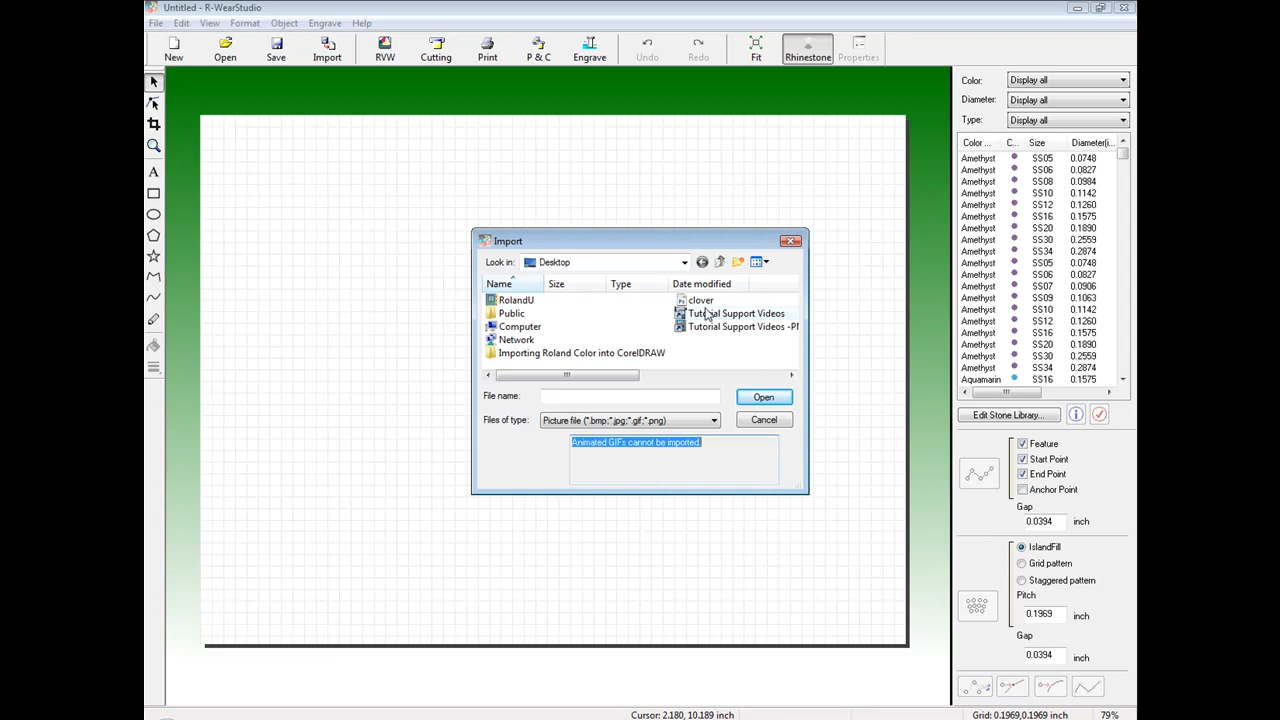 Untitled - R-WearStudio
File Edit View Format Object Engrave Help
New Open Save Import RVW Cutting Print P & C Engrave Undo Redo Fit Rhinestone Properties
Color: Display all
Diameter: Display all
Type: Display all
Color ... C... Size Diameter(i...
Amethyst SS05 0.0748
Amethyst SS06 0.0827
Amethyst SS08 0.0984
Amethyst SS10 0.1142
Amethyst SS12 0.1260
Amethyst SS16 0.1575
Amethyst SS20 0.1890
Amethyst SS30 0.2559
Amethyst SS34 0.2874
Amethyst SS05 0.0748
Amethyst SS06 0.0827
Amethyst SS07 0.0906
Amethyst SS09 0.1063
Amethyst SS10 0.1142
Amethyst SS12 0.1260
Amethyst SS16 0.1575
Amethyst SS20 0.1890
Amethyst SS30 0.2559
Amethyst SS34 0.2874
Aquamarin SS16 0.1575
Edit Stone Library...
Feature
Start Point
End Point
Anchor Point
Gap
0.0394 inch
IslandFill
Grid pattern
Staggered pattern
Pitch
0.1969 inch
Gap
0.0394 inch
Import
Look in: Desktop
Name Size Type Date modified
RolandU clover
Public Tutorial Support Videos
Computer Tutorial Support Videos -PN
Network
Importing Roland Color into CorelDRAW
File name: Open
Files of type: Picture file (*.bmp;*.jpg;*.gif;*.png) Cancel
Animated GIFs cannot be imported.
Cursor: 2.180, 10.189 inch Grid: 0.1969,0.1969 inch 79%